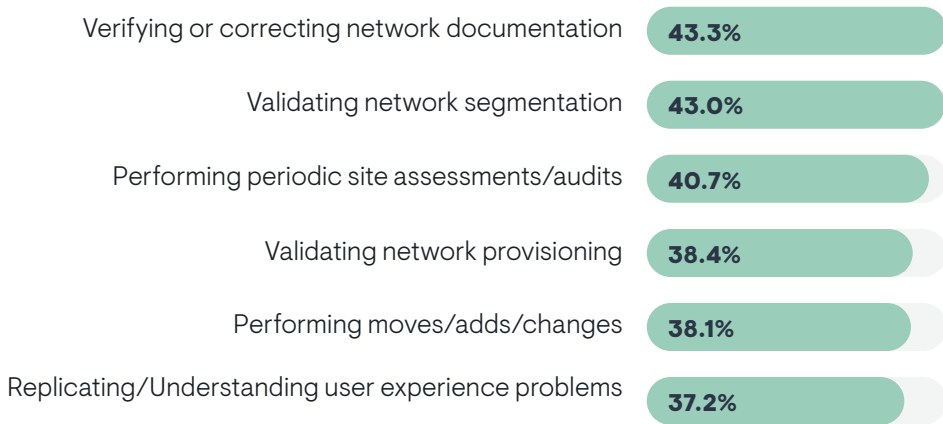 Verifying or correcting network documentation 43.3%
Validating network segmentation 43.0%
Performing periodic site assessments/audits 40.7%
Validating network provisioning 38.4%
Performing moves/adds/changes 38.1%
Replicating/Understanding user experience problems 37.2%